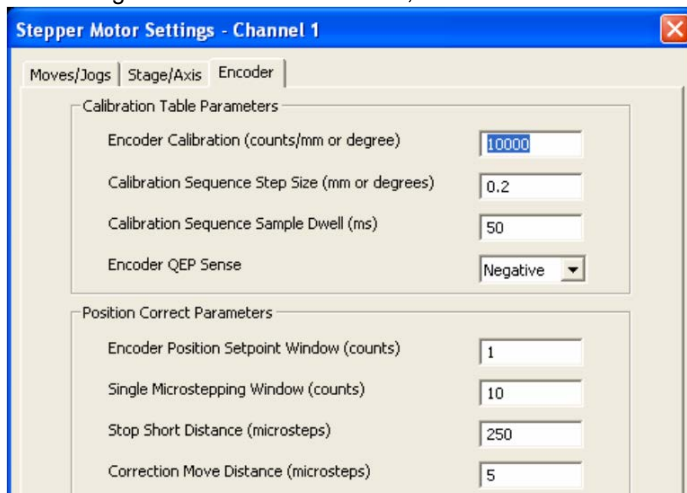 Stepper Motor Settings - Channel 1
Moves/Jogs Stage/Axis Encoder
Calibration Table Parameters
Encoder Calibration (counts/mm or degree) 10000
Calibration Sequence Step Size (mm or degrees) 0.2
Calibration Sequence Sample Dwell (ms) 50
Encoder QEP Sense Negative
Position Correct Parameters
Encoder Position Setpoint Window (counts) 1
Single Microstepping Window (counts) 10
Stop Short Distance (microsteps) 250
Correction Move Distance (microsteps) 5